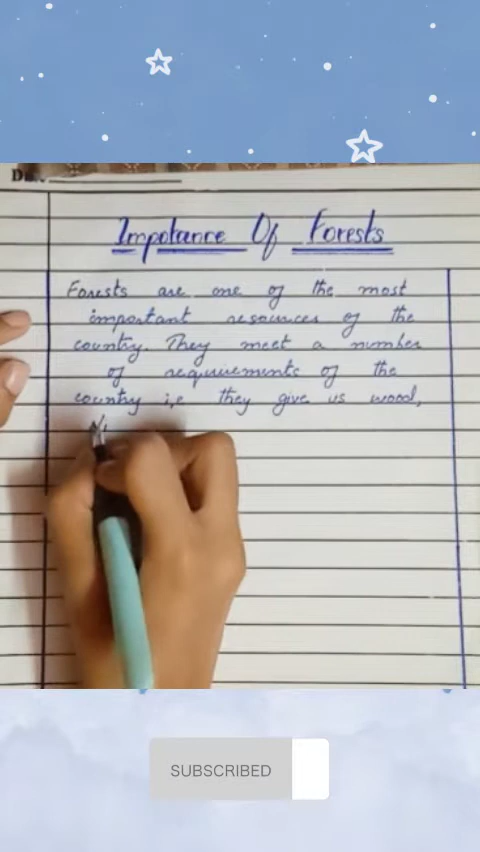 Impotance Of Forests
Forests are one of the most
important resources of the
country. They meet a number
of requirements of the
country i,e they give us wood,
SUBSCRIBED